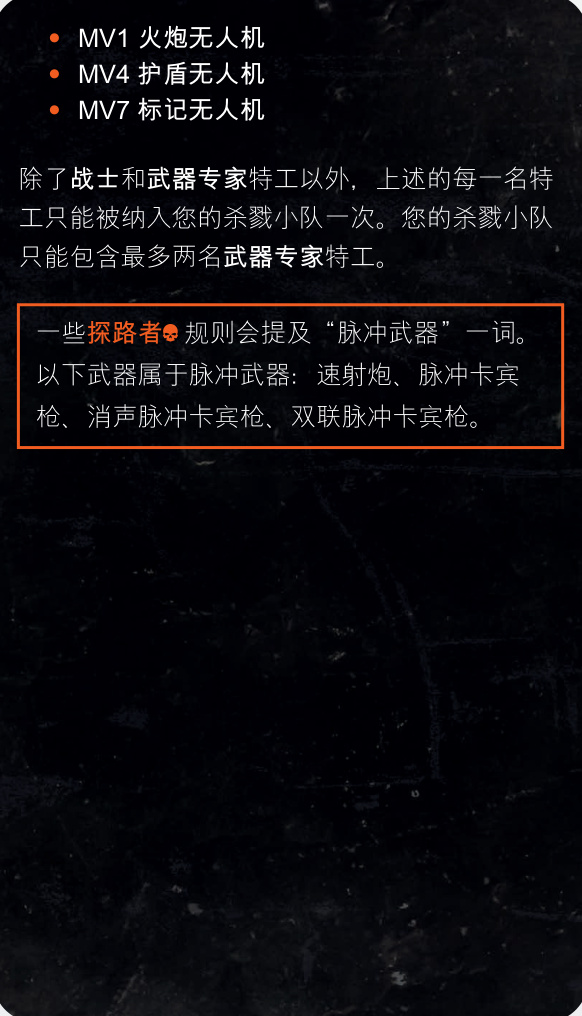 MV1 火炮无人机
MV4 护盾无人机
MV7 标记无人机
除了战士和武器专家特工以外，上述的每一名特
工只能被纳入您的杀戮小队一次。您的杀戮小队
只能包含最多两名武器专家特工。
一些探路者 规则会提及“脉冲武器”一词。
以下武器属于脉冲武器：速射炮、脉冲卡宾
枪、消声脉冲卡宾枪、双联脉冲卡宾枪。